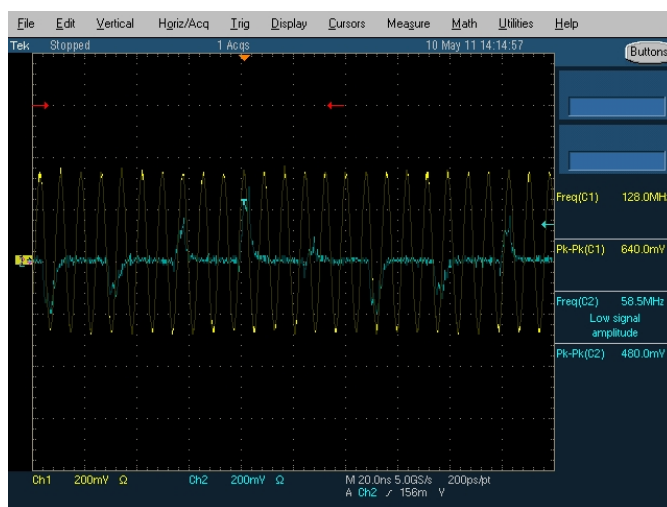 File Edit Vertical Horiz/Acq Trig Display Cursors Measure Math Utilities Help
Tek Stopped 1 Acqs 10 May 11 14:14:57
Buttons
Freq(C1) 128.0MHz
Pk-Pk(C1) 640.0mV
Freq(C2) 58.5MHz
Low signal
amplitude
Pk-Pk(C2) 480.0mV
Ch1 200mV Ω Ch2 200mV Ω M 20.0ns 5.0GS/s 200ps/pt
A Ch2 ∕ 156m V